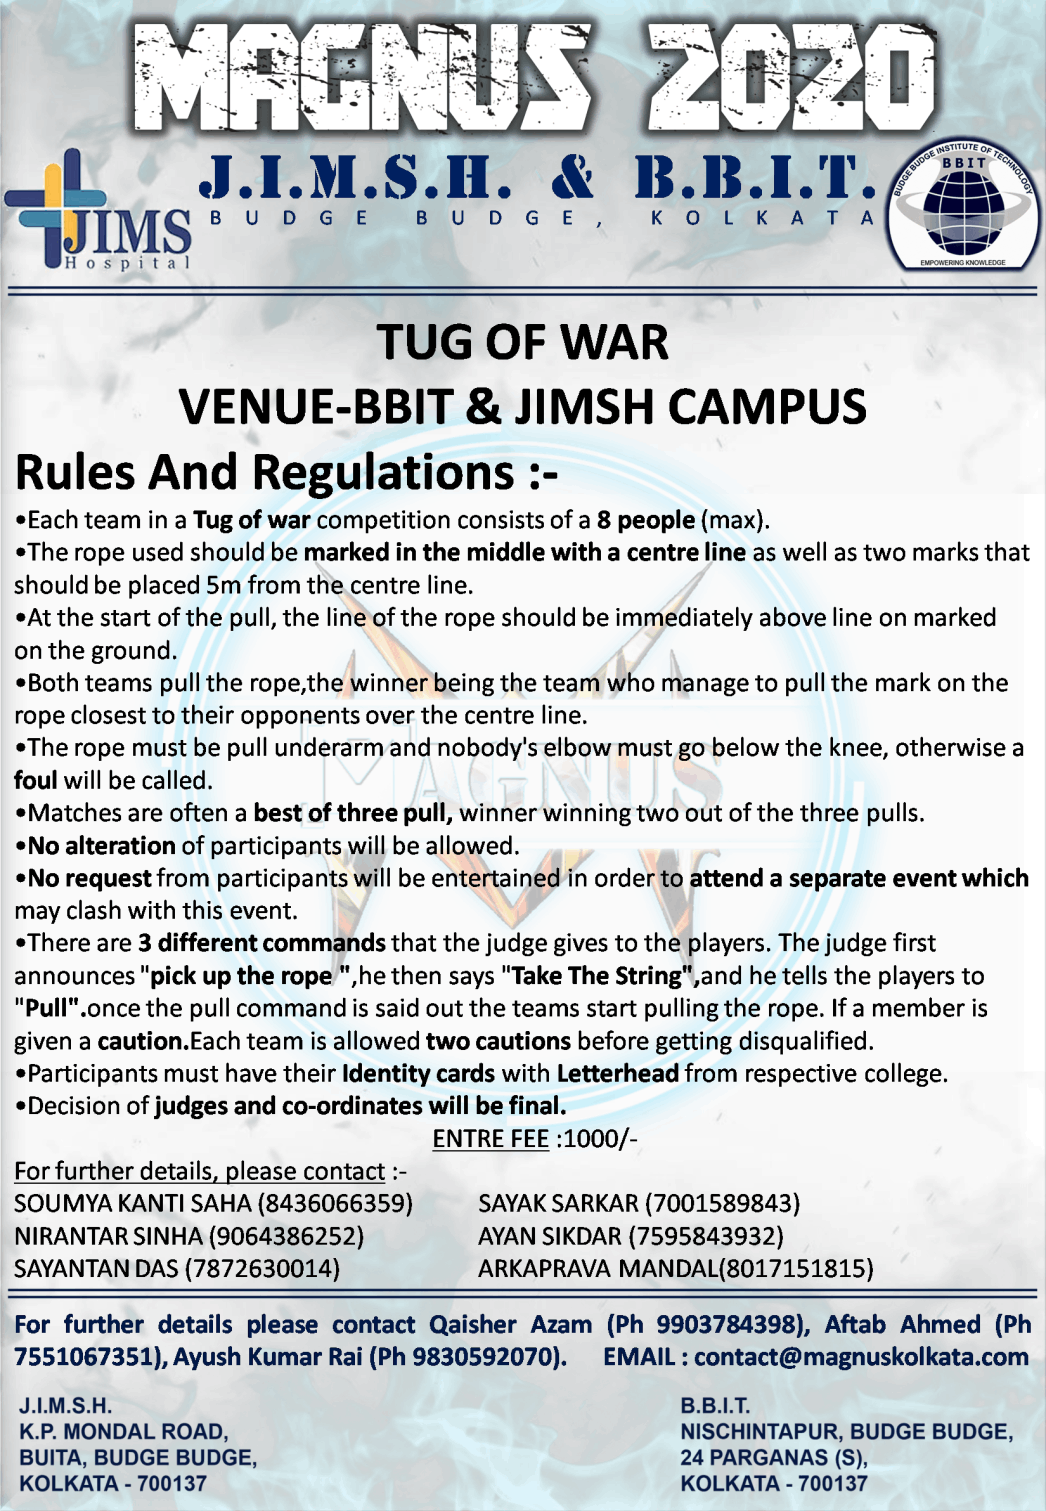 MAGNUS 2020
J.I.M.S.H. & B.B.I.T.
BUDGE BUDGE, KOLKATA
JIMS
Hospital
BUDGE BUDGE INSTITUTE OF TECHNOLOGY
BBIT
EMPOWERING KNOWLEDGE
TUG OF WAR
VENUE-BBIT & JIMSH CAMPUS
Rules And Regulations :-
•Each team in a Tug of war competition consists of a 8 people (max).
•The rope used should be marked in the middle with a centre line as well as two marks that
should be placed 5m from the centre line.
•At the start of the pull, the line of the rope should be immediately above line on marked
on the ground.
•Both teams pull the rope,the winner being the team who manage to pull the mark on the
rope closest to their opponents over the centre line.
•The rope must be pull underarm and nobody's elbow must go below the knee, otherwise a
foul will be called.
•Matches are often a best of three pull, winner winning two out of the three pulls.
•No alteration of participants will be allowed.
•No request from participants will be entertained in order to attend a separate event which
may clash with this event.
•There are 3 different commands that the judge gives to the players. The judge first
announces "pick up the rope ",he then says "Take The String",and he tells the players to
"Pull".once the pull command is said out the teams start pulling the rope. If a member is
given a caution.Each team is allowed two cautions before getting disqualified.
•Participants must have their Identity cards with Letterhead from respective college.
•Decision of judges and co-ordinates will be final.
ENTRE FEE :1000/-
For further details, please contact :-
SOUMYA KANTI SAHA (8436066359) SAYAK SARKAR (7001589843)
NIRANTAR SINHA (9064386252) AYAN SIKDAR (7595843932)
SAYANTAN DAS (7872630014) ARKAPRAVA MANDAL(8017151815)
For further details please contact Qaisher Azam (Ph 9903784398), Aftab Ahmed (Ph
7551067351), Ayush Kumar Rai (Ph 9830592070). EMAIL : contact@magnuskolkata.com
J.I.M.S.H.
K.P. MONDAL ROAD,
BUITA, BUDGE BUDGE,
KOLKATA - 700137
B.B.I.T.
NISCHINTAPUR, BUDGE BUDGE,
24 PARGANAS (S),
KOLKATA - 700137
MAGNUS